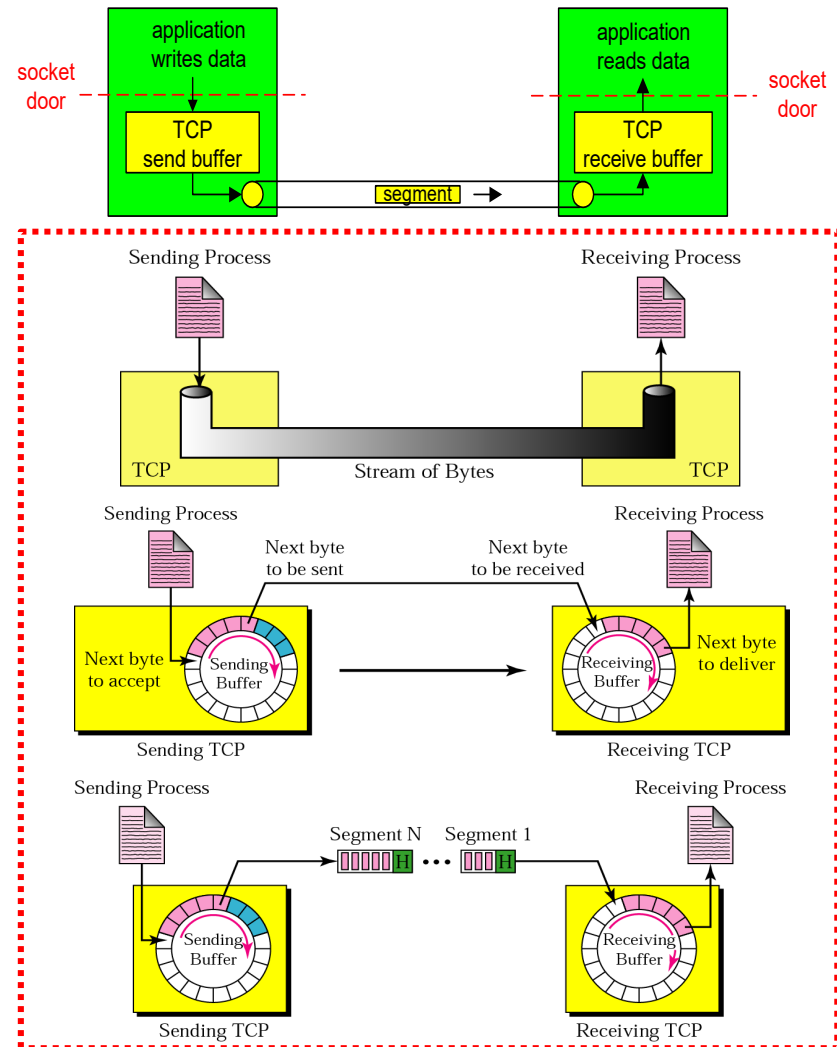 application
writes data
application
reads data
socket
door
socket
door
TCP
send buffer
TCP
receive buffer
segment
Sending Process
Receiving Process
TCP
Stream of Bytes
TCP
Sending Process
Receiving Process
Next byte
to be sent
Next byte
to be received
Next byte
to accept
Sending
Buffer
Receiving
Buffer
Next byte
to deliver
Sending TCP
Receiving TCP
Sending Process
Receiving Process
Segment N
Segment 1
H
H
Sending
Buffer
Receiving
Buffer
Sending TCP
Receiving TCP